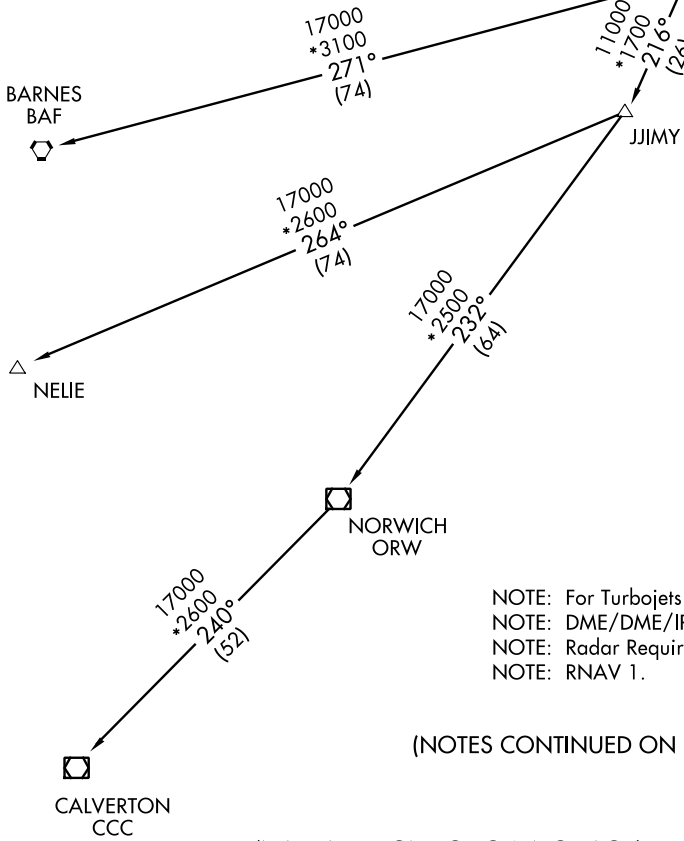 17000
*3100
271°
(74)
11000
*1700
216°
BARNES
BAF
JJIMY
17000
*2600
264°
(74)
17000
*2500
232°
(64)
NELIE
NORWICH
ORW
17000
*2600
240°
(52)
NOTE: For Turbojets
NOTE: DME/DME/
NOTE: Radar
NOTE: RNAV 1.
(NOTES CONTINUED ON
CALVERTON
CCC